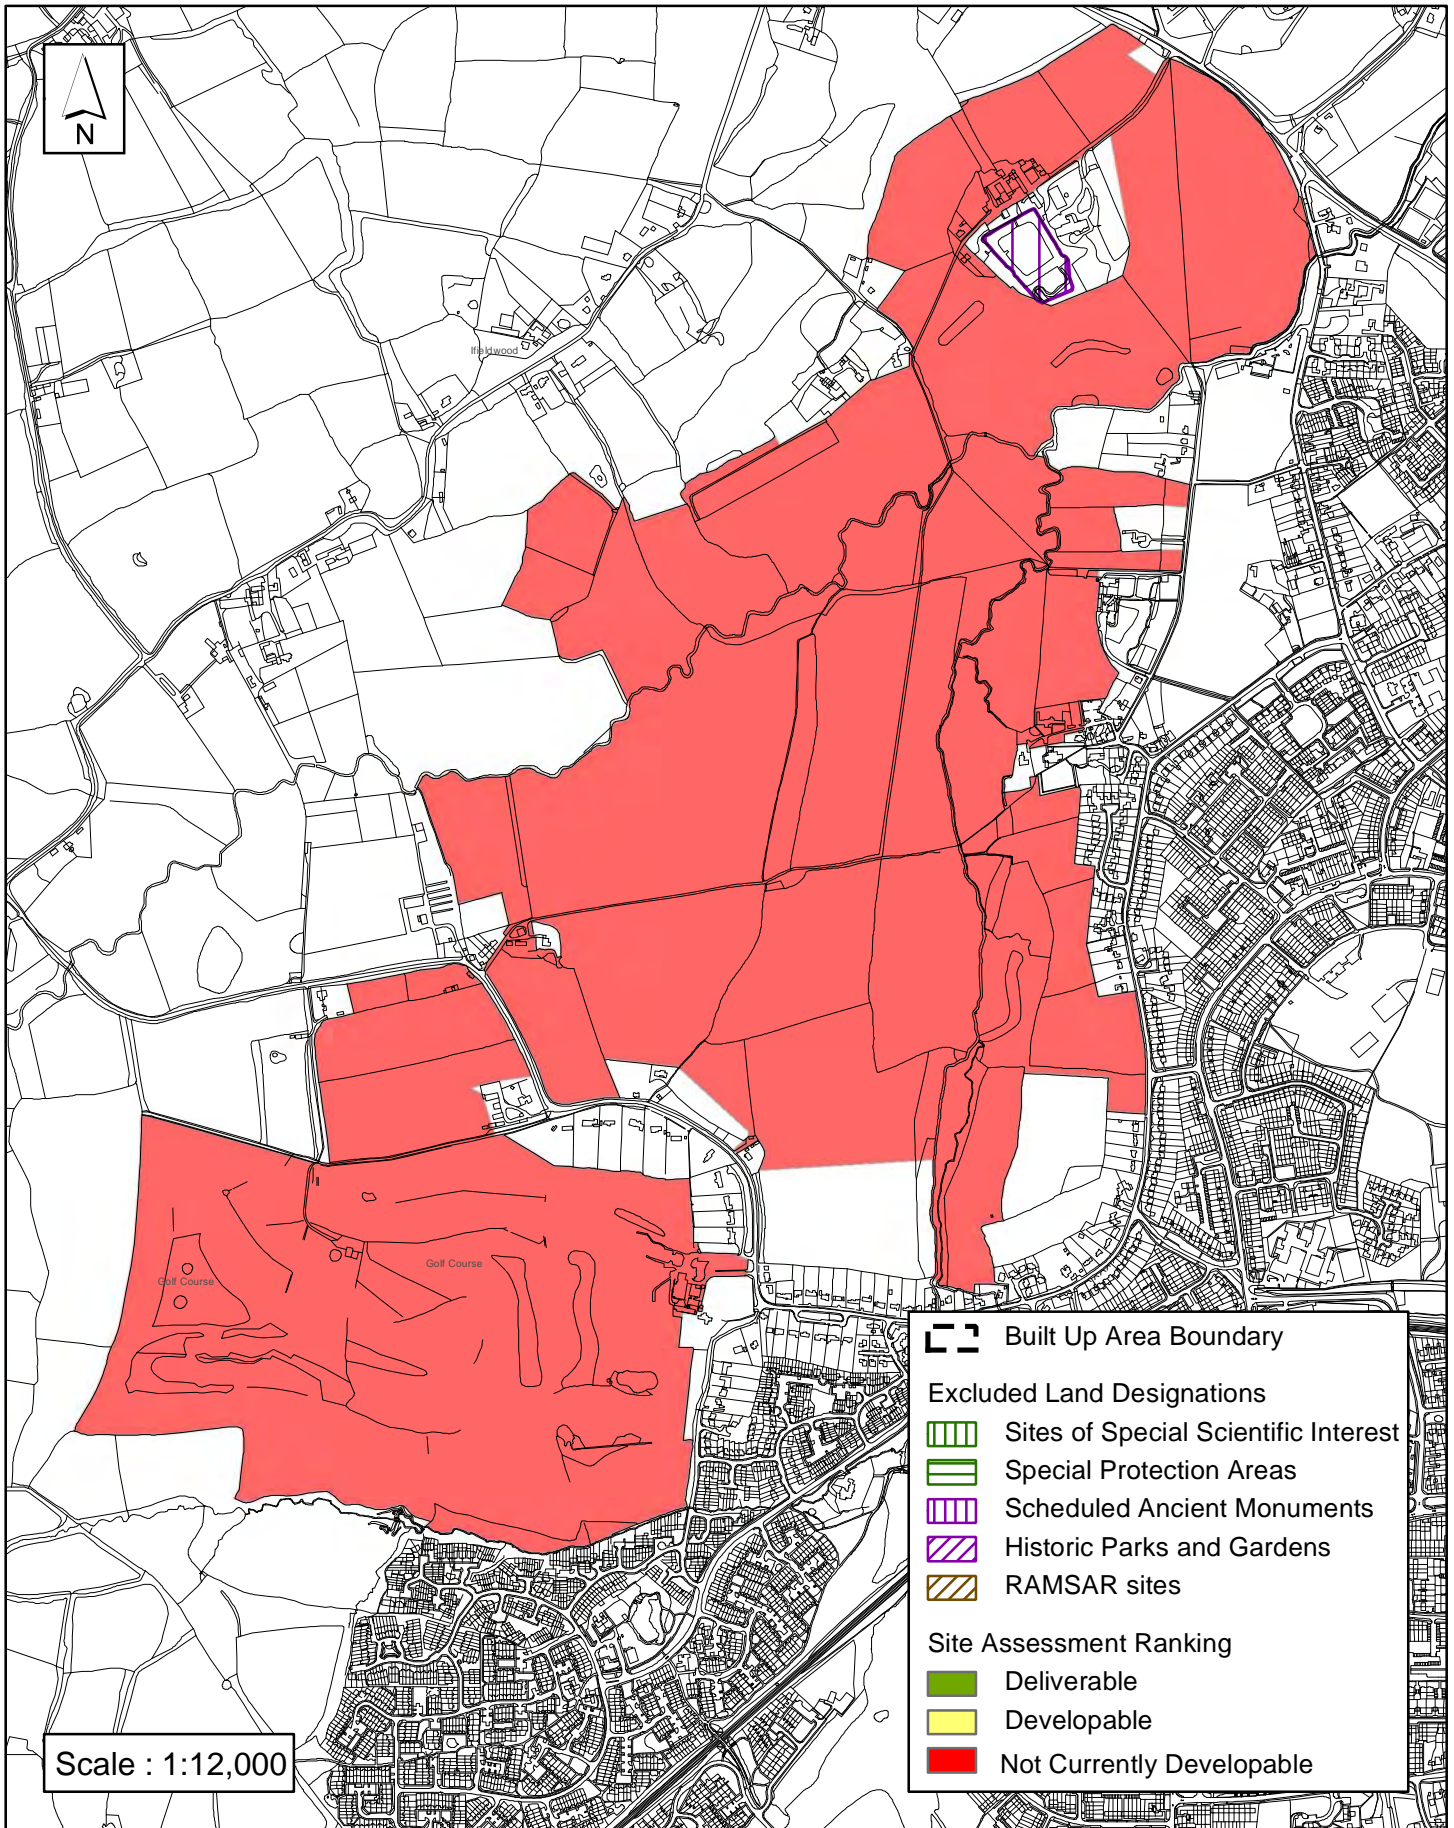 N
Ifieldwood
Golf Course
Golf Course
Built Up Area Boundary
Excluded Land Designations
Sites of Special Scientific Interest
Special Protection Areas
Scheduled Ancient Monuments
Historic Parks and Gardens
RAMSAR sites
Site Assessment Ranking
Deliverable
Developable
Not Currently Developable
Scale : 1:12,000